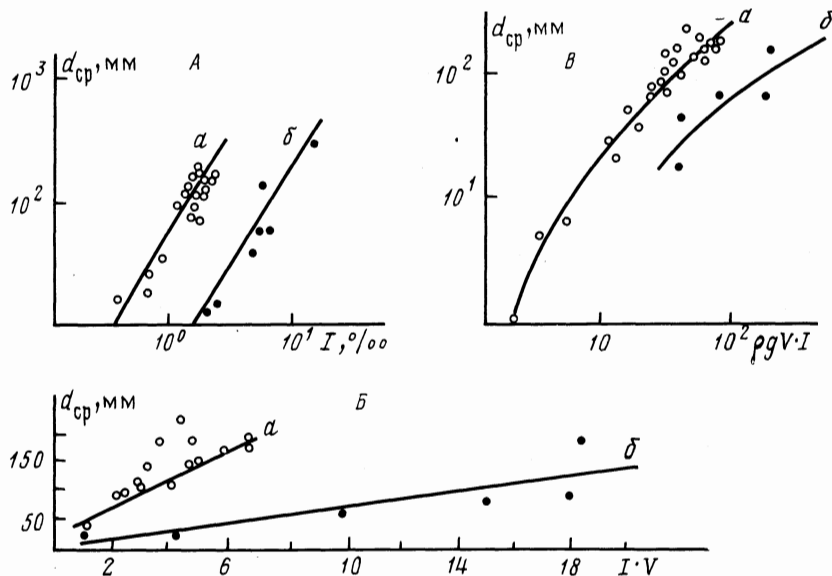 d_ср, мм А
10³
а
б
10²
10⁰ 10¹ I, ‰
d_ср, мм В
а
б
10²
10¹
10 10² ρgV·I
d_ср, мм Б
а
б
150
50
2 6 10 14 18 I·V